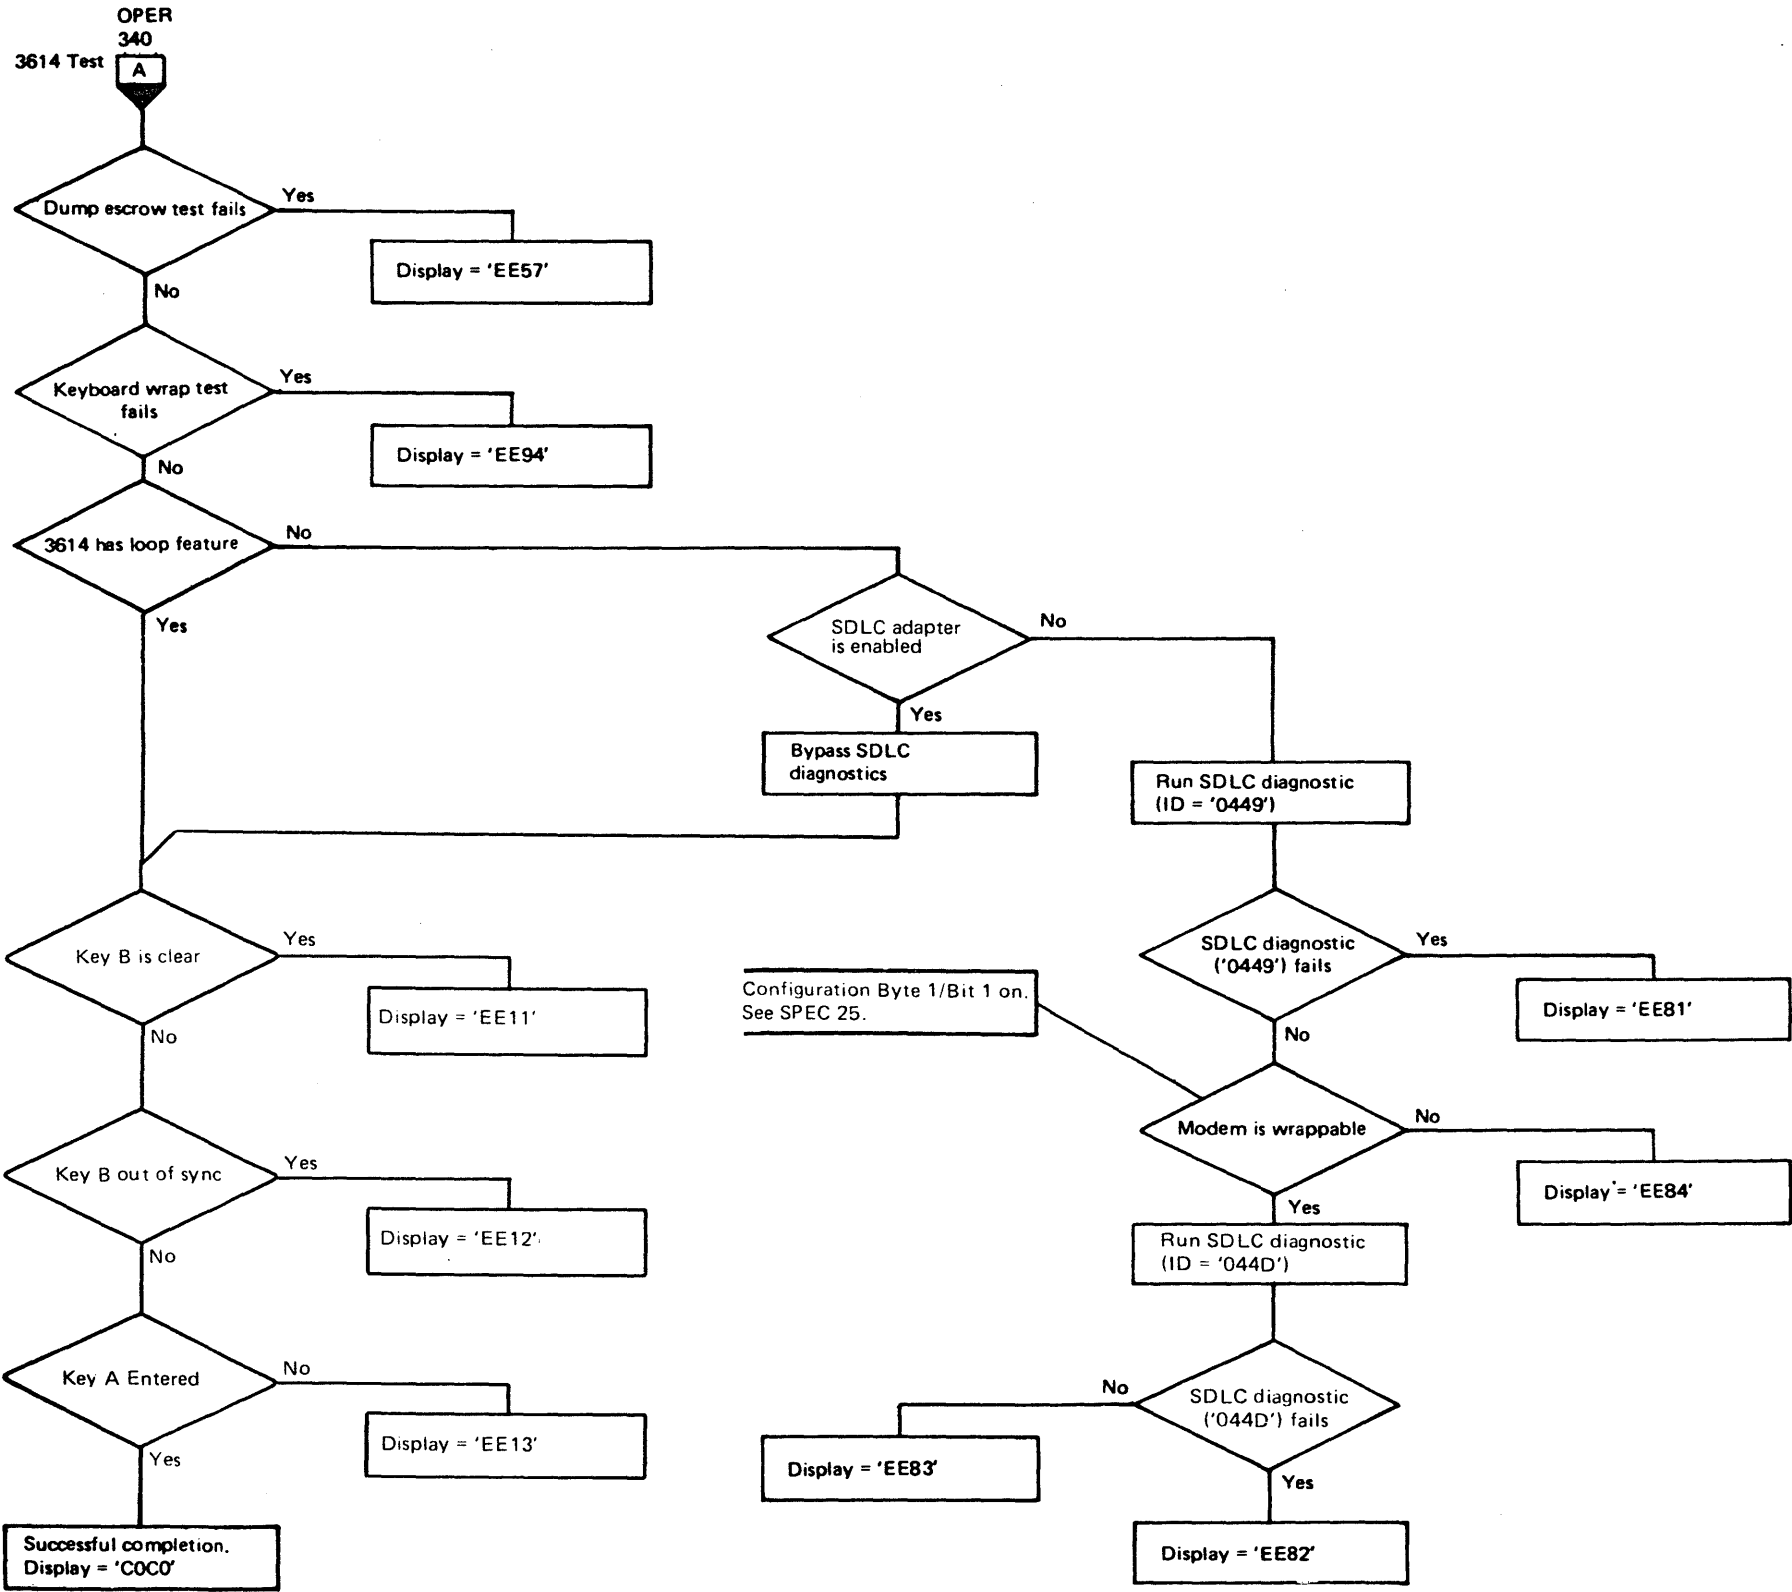 OPER
340
3614 Test
A
Dump escrow test fails
Yes
Display = 'EE57'
No
Keyboard wrap test
fails
Yes
Display = 'EE94'
No
3614 has loop feature
No
Yes
SDLC adapter
is enabled
No
Yes
Bypass SDLC
diagnostics
Run SDLC diagnostic
(ID = '0449')
Key B is clear
Yes
Display = 'EE11'
No
SDLC diagnostic
('0449') fails
Yes
Display = 'EE81'
No
Configuration Byte 1/Bit 1 on.
See SPEC 25.
Modem is wrappable
No
Display = 'EE84'
Yes
Key B out of sync
Yes
Display = 'EE12'
No
Run SDLC diagnostic
(ID = '044D')
Key A Entered
No
Display = 'EE13'
Yes
SDLC diagnostic
('044D') fails
No
Display = 'EE83'
Yes
Display = 'EE82'
Successful completion.
Display = 'C0C0'